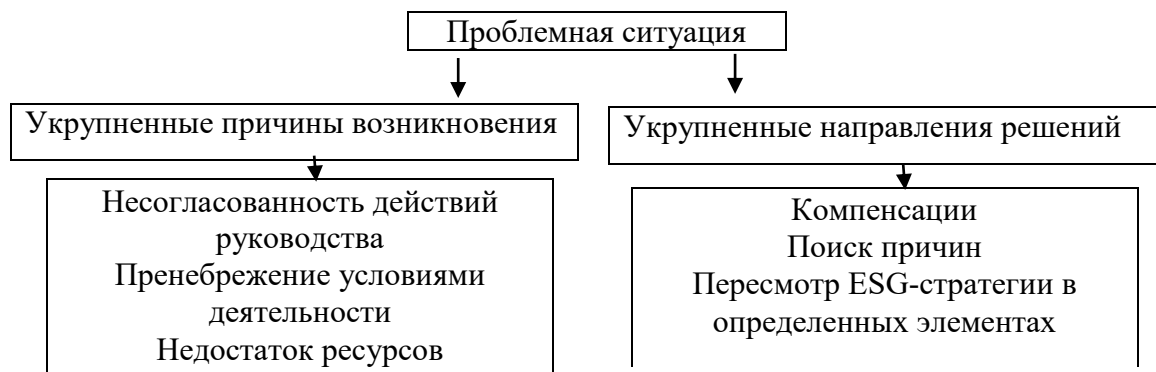 Проблемная ситуация
Укрупненные причины возникновения
Укрупненные направления решений
Несогласованность действий
руководства
Пренебрежение условиями
деятельности
Недостаток ресурсов
Компенсации
Поиск причин
Пересмотр ESG-стратегии в
определенных элементах